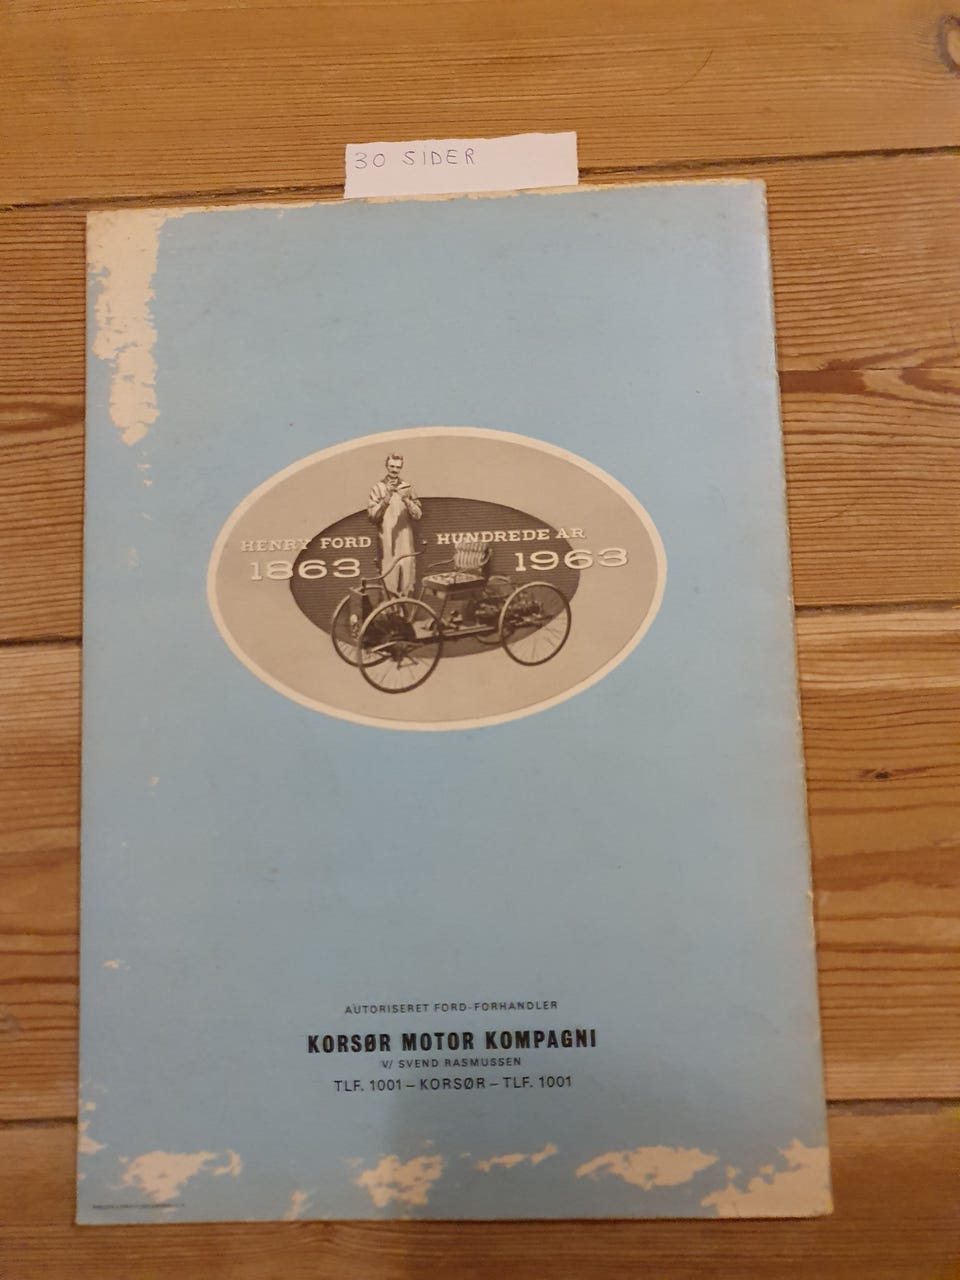 30 SIDER
HENRY FORD HUNDREDE ÅR
1863 1963
AUTORISERET FORD-FORHANDLER
KORSØR MOTOR KOMPAGNI
V/ SVEND RASMUSSEN
TLF. 1001 – KORSØR – TLF. 1001